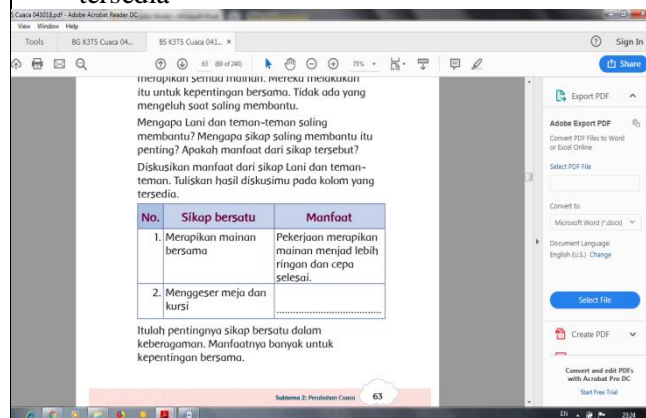 tersedia
Cuaca 041018.pdf - Adobe Acrobat Reader DC
View Window Help
Tools BG K3TS Cuaca 04... BS K3TS Cuaca 041... × Sign In
63 (69 of 240) 75% Share
merapikan semua mainan. Mereka melakukan
itu untuk kepentingan bersama. Tidak ada yang
mengeluh saat saling membantu.
Mengapa Lani dan teman-teman saling
membantu? Mengapa sikap saling membantu itu
penting? Apakah manfaat dari sikap tersebut?
Diskusikan manfaat dari sikap Lani dan teman-
teman. Tuliskan hasil diskusimu pada kolom yang
tersedia.
No. Sikap bersatu Manfaat
1. Merapikan mainan bersama
Pekerjaan merapikan
mainan menjad lebih
ringan dan cepa
selesai.
2. Menggeser meja dan kursi
....................................
Itulah pentingnya sikap bersatu dalam
keberagaman. Manfaatnya banyak untuk
kepentingan bersama.
Subtema 2: Perubahan Cuaca 63
Export PDF
Adobe Export PDF
Convert PDF Files to Word
or Excel Online
Select PDF File
Convert to
Microsoft Word (*.docx)
Document Language:
English (U.S.) Change
Select File
Create PDF
Convert and edit PDFs
with Acrobat Pro DC
Start Free Trial
EN 23:24